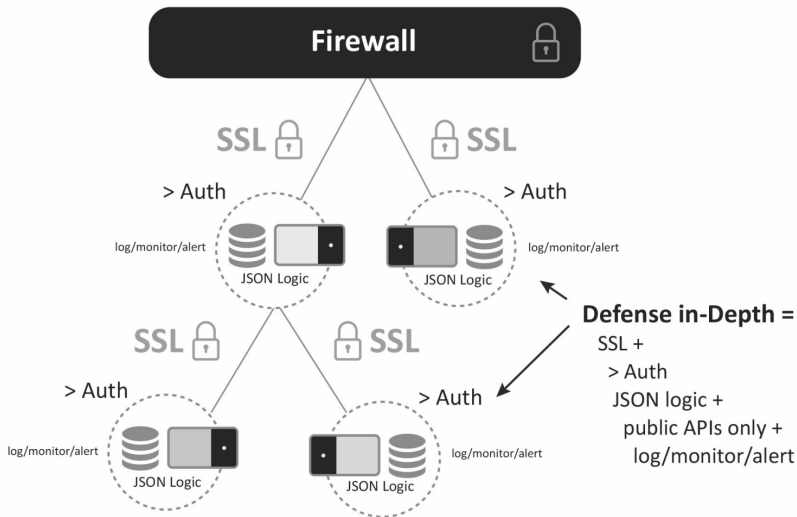 Firewall
SSL
SSL
> Auth
> Auth
log/monitor/alert
log/monitor/alert
JSON Logic
JSON Logic
Defense in-Depth =
SSL +
> Auth
JSON logic +
public APIs only +
log/monitor/alert
SSL
SSL
> Auth
> Auth
log/monitor/alert
log/monitor/alert
JSON Logic
JSON Logic